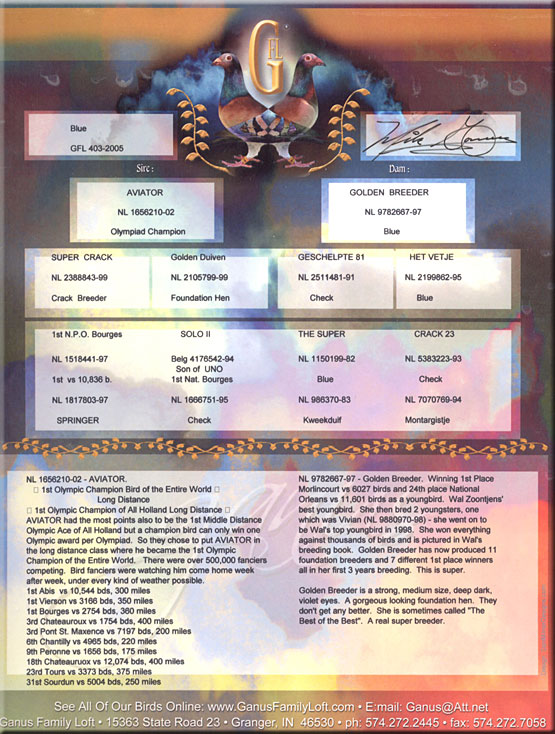 G
Blue
GFL 403-2005
Sire:
Dam:
AVIATOR
NL 1656210-02
Olympiad Champion
GOLDEN BREEDER
NL 9782667-97
Blue
SUPER CRACK
NL 2388843-99
Crack Breeder
Golden Duiven
NL 2105799-99
Foundation Hen
GESCHELPTE 81
NL 2511481-91
Check
HET VETJE
NL 2199862-95
Blue
1st N.P.O. Bourges
NL 1518441-97
1st vs 10,836 b.
NL 1817803-97
SPRINGER
SOLO II
Belg 4176542-94
Son of UNO
1st Nat. Bourges
NL 1666751-95
Check
THE SUPER
NL 1150199-82
Blue
NL 986370-83
Kweekduif
CRACK 23
NL 5383223-93
Check
NL 7070769-94
Montargistje
NL 1656210-02 - AVIATOR.
1st Olympic Champion Bird of the Entire World
Long Distance
1st Olympic Champion of All Holland Long Distance
AVIATOR had the most points also to be the 1st Middle Distance
Olympic Ace of All Holland but a champion bird can only win one
Olympic award per Olympiad. So they chose to put AVIATOR in
the long distance class where he became the 1st Olympic
Champion of the Entire World. There were over 500,000 fanciers
competing. Bird fanciers were watching him come home week
after week, under every kind of weather possible.
1st Abis vs 10,544 bds, 300 miles
1st Vierson vs 3166 bds, 350 miles
1st Bourges vs 2754 bds, 360 miles
3rd Chateauroux vs 1754 bds, 400 miles
3rd Pont St. Maxence vs 7197 bds, 200 miles
6th Chantilly vs 4965 bds, 220 miles
9th Peronne vs 1656 bds, 175 miles
18th Chateauruox vs 12,074 bds, 400 miles
23rd Tours vs 3373 bds, 375 miles
31st Sourdun vs 5004 bds, 250 miles
NL 9782667-97 - Golden Breeder. Winning 1st Place
Morlincourt vs 6027 birds and 24th place National
Orleans vs 11,601 birds as a youngbird. Wal Zoontjens'
best youngbird. She then bred 2 youngsters, one
which was Vivian (NL 9880970-98) - she went on to
be Wal's top youngbird in 1998. She won everything
against thousands of birds and is pictured in Wal's
breeding book. Golden Breeder has now produced 11
foundation breeders and 7 different 1st place winners
all in her first 3 years breeding. This is super.
Golden Breeder is a strong, medium size, deep dark,
violet eyes. A gorgeous looking foundation hen. They
don't get any better. She is sometimes called "The
Best of the Best". A real super breeder.
See All Of Our Birds Online: www.GanusFamilyLoft.com • E:mail: Ganus@Att.net
Ganus Family Loft • 15363 State Road 23 • Granger, IN 46530 • ph: 574.272.2445 • fax: 574.272.7058